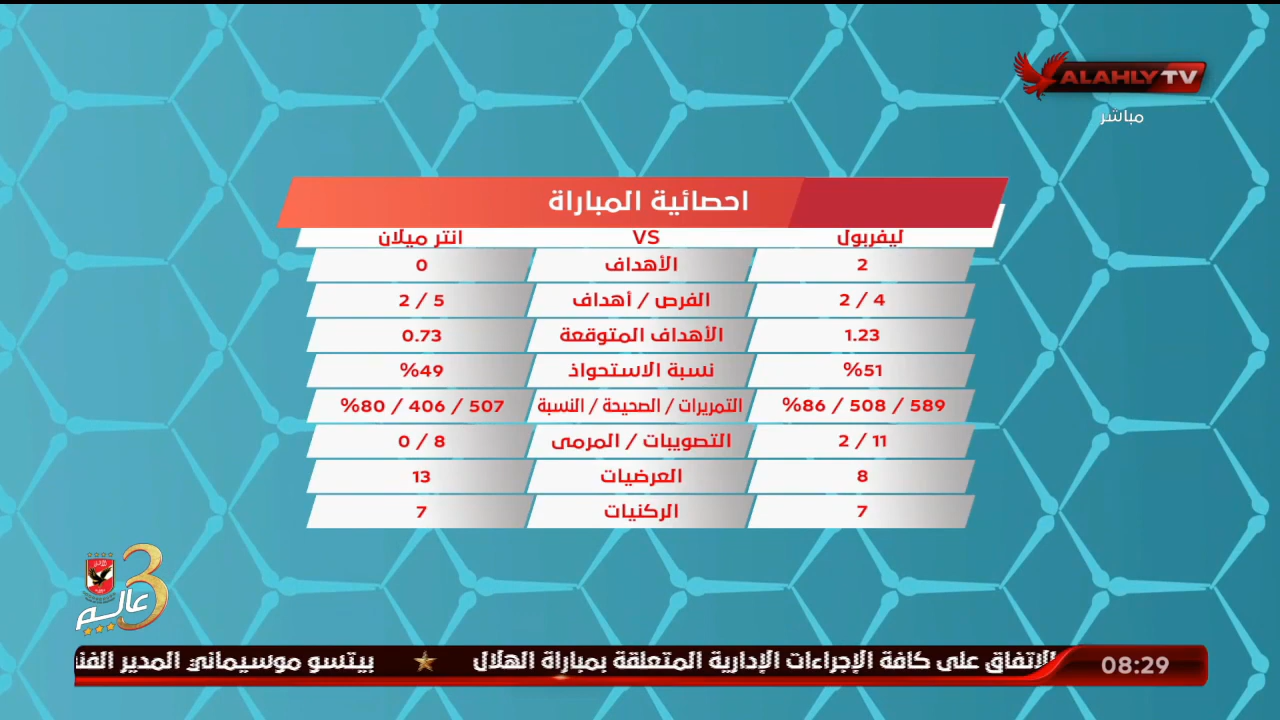 ALAHLY TV
مباشر
احصائية المباراة
ليفربول VS انتر ميلان
2 الأهداف 0
2 / 4 الفرص / أهداف 2 / 5
1.23 الأهداف المتوقعة 0.73
%51 نسبة الاستحواذ %49
%86 / 508 / 589 التمريرات / الصحيحة / النسبة %80 / 406 / 507
2 / 11 التصويبات / المرمى 0 / 8
8 العرضيات 13
7 الركنيات 7
3 عالم
08:29 الاتفاق على كافة الإجراءات الإدارية المتعلقة بمباراة الهلال بيتسو موسيماني المدير الفن